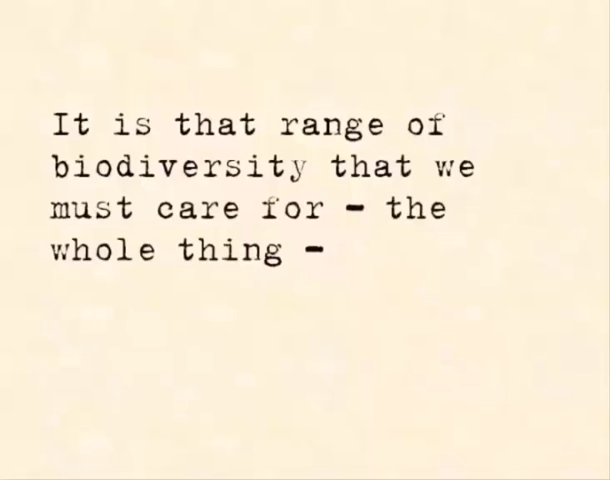 It is that range of
biodiversity that we
must care for - the
whole thing -